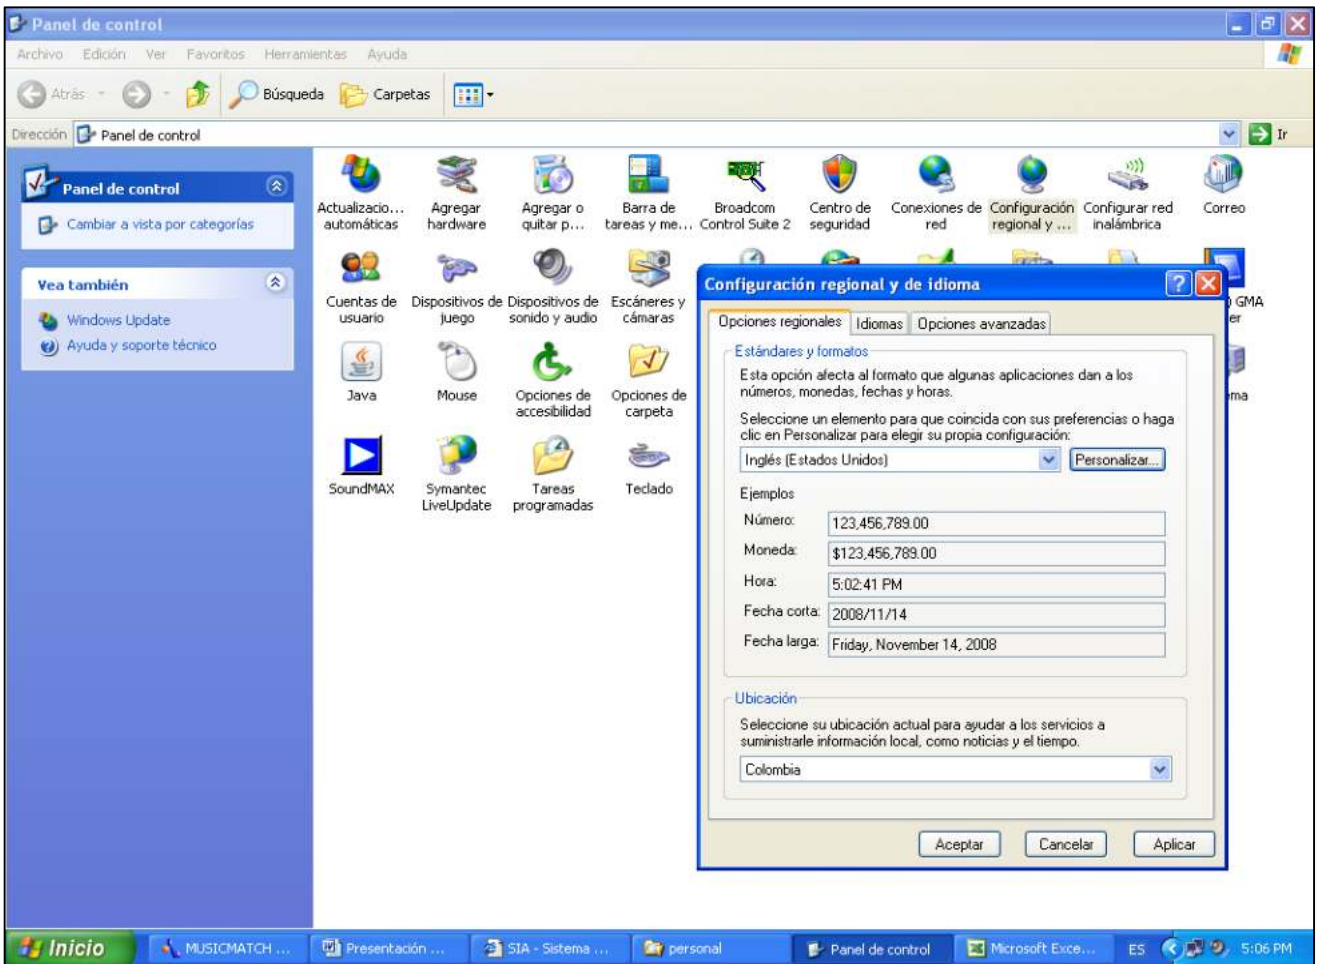 Panel de control
Archivo Edición Ver Favoritos Herramientas Ayuda
Atrás Búsqueda Carpetas
Dirección Panel de control Ir
Panel de control
Cambiar a vista por categorías
Vea también
Windows Update
Ayuda y soporte técnico
Actualizacio... automáticas
Agregar hardware
Agregar o quitar p...
Barra de tareas y me...
Broadcom Control Suite 2
Centro de seguridad
Conexiones de red
Configuración regional y ...
Configurar red inalámbrica
Correo
Cuentas de usuario
Dispositivos de juego
Dispositivos de sonido y audio
Escáneres y cámaras
GMA
er
Java
Mouse
Opciones de accesibilidad
Opciones de carpeta
ma
SoundMAX
Symantec LiveUpdate
Tareas programadas
Teclado
Configuración regional y de idioma
Opciones regionales Idiomas Opciones avanzadas
Estándares y formatos
Esta opción afecta al formato que algunas aplicaciones dan a los
números, monedas, fechas y horas.
Seleccione un elemento para que coincida con sus preferencias o haga
clic en Personalizar para elegir su propia configuración:
Inglés (Estados Unidos) Personalizar...
Ejemplos
Número: 123,456,789.00
Moneda: $123,456,789.00
Hora: 5:02:41 PM
Fecha corta: 2008/11/14
Fecha larga: Friday, November 14, 2008
Ubicación
Seleccione su ubicación actual para ayudar a los servicios a
suministrarle información local, como noticias y el tiempo.
Colombia
Aceptar Cancelar Aplicar
Inicio MUSICMATCH ... Presentación ... SIA - Sistema ... personal Panel de control Microsoft Exce... ES 5:06 PM